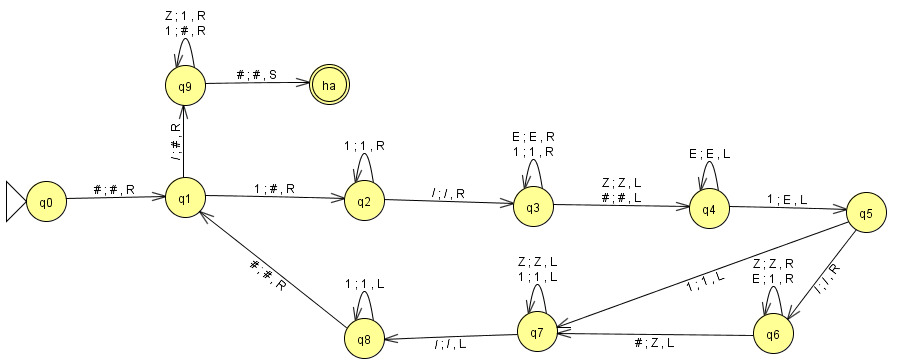 Z ; 1 , R
1 ; # , R
q9
# ; # , S
ha
/ ; # , R
q0
# ; # , R
q1
1 ; # , R
1 ; 1 , R
q2
/ ; / , R
E ; E , R
1 ; 1 , R
q3
Z ; Z , L
# ; # , L
E ; E , L
q4
1 ; E , L
q5
# ; # , R
1 ; 1 , L
q8
/ ; / , L
Z ; Z , L
1 ; 1 , L
q7
1 ; 1 , L
# ; Z , L
Z ; Z , R
E ; 1 , R
q6
/ ; / , R